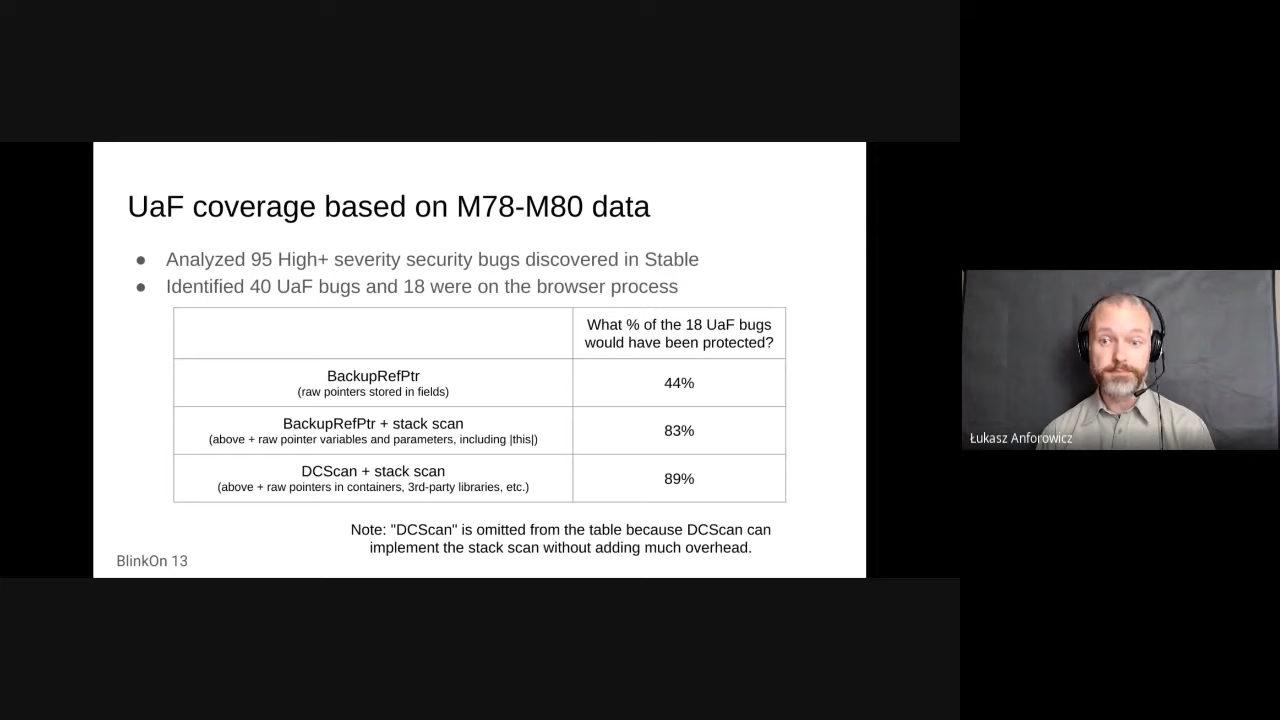 UaF coverage based on M78-M80 data
● Analyzed 95 High+ severity security bugs discovered in Stable
● Identified 40 UaF bugs and 18 were on the browser process
What % of the 18 UaF bugs
would have been protected?
BackupRefPtr
(raw pointers stored in fields)
44%
BackupRefPtr + stack scan
(above + raw pointer variables and parameters, including |this|)
83%
DCScan + stack scan
(above + raw pointers in containers, 3rd-party libraries, etc.)
89%
Note: "DCScan" is omitted from the table because DCScan can
implement the stack scan without adding much overhead.
BlinkOn 13
Łukasz Anforowicz